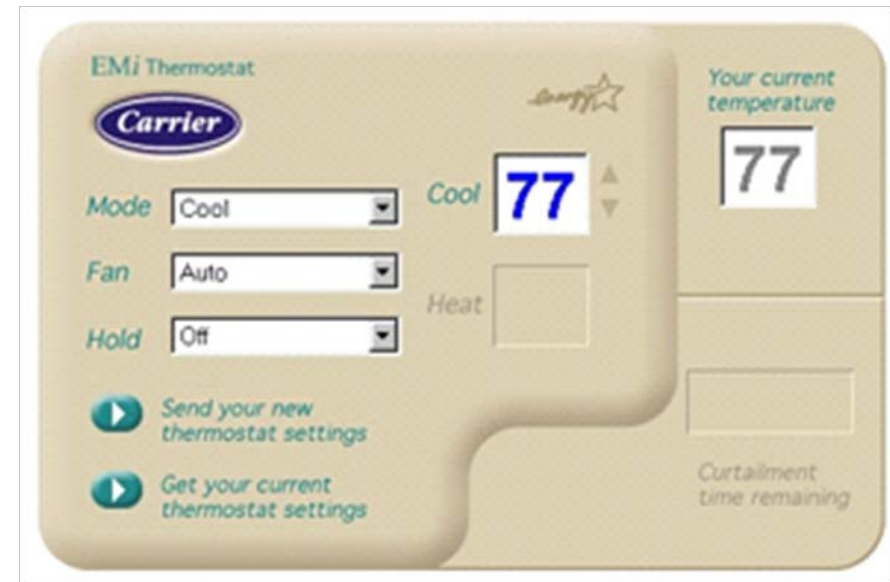 EMi Thermostat
energy
Carrier
Your current
temperature
77
Mode Cool
Cool 77
Fan Auto
Heat
Hold Off
Send your new
thermostat settings
Get your current
thermostat settings
Curtailment
time remaining